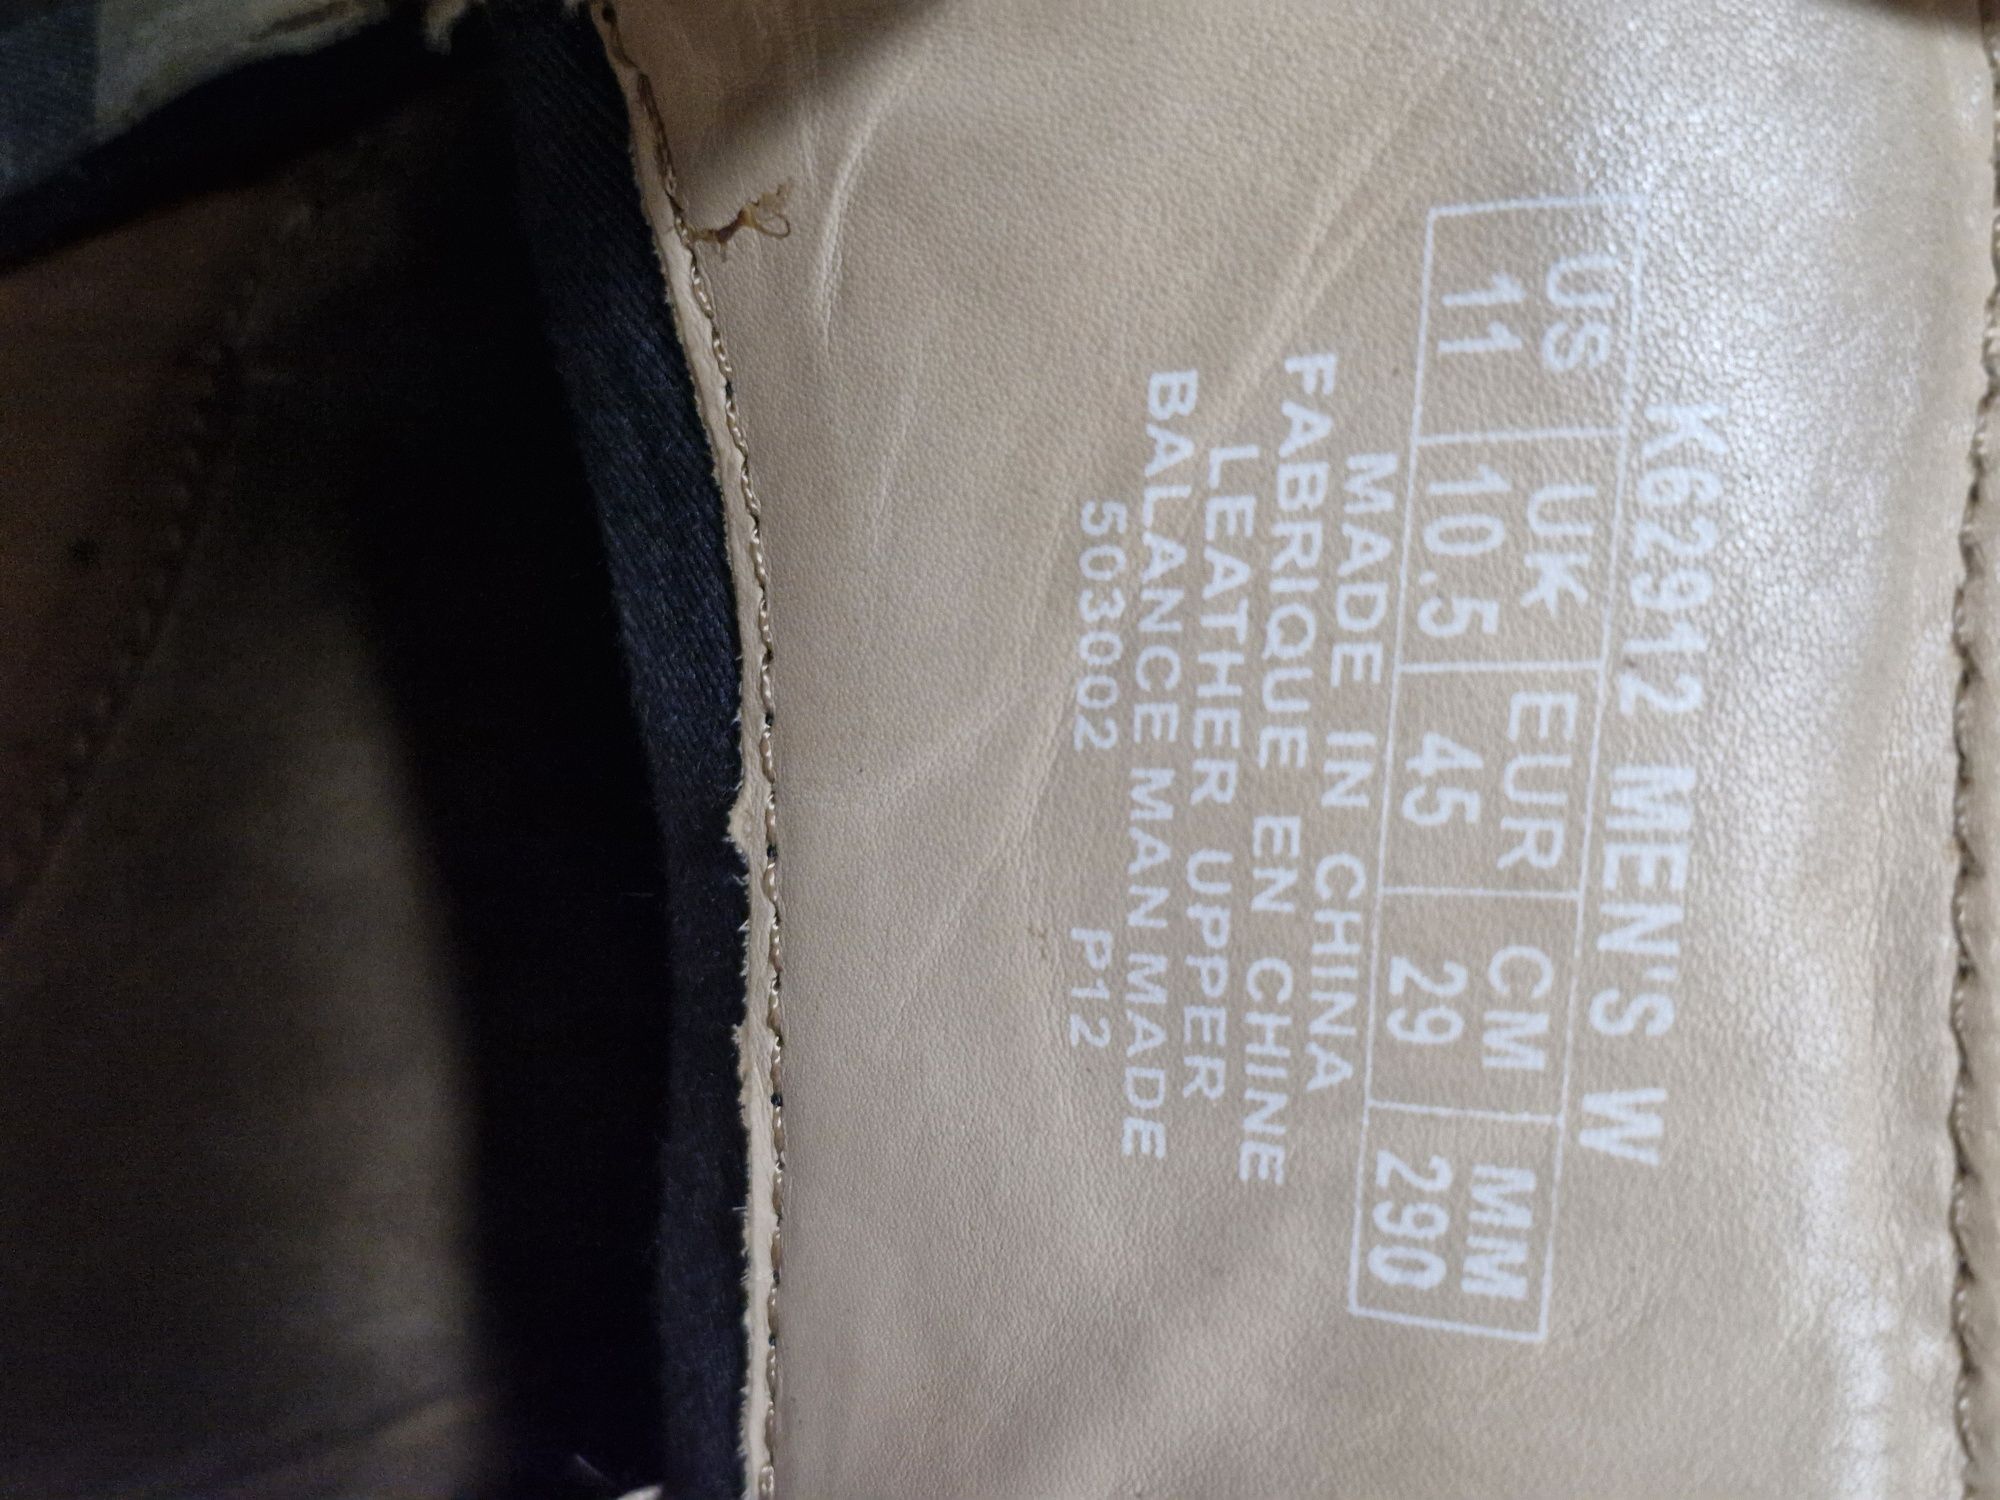 K62912 MEN'S W
US UK EUR CM MM
11 10.5 45 29 290
MADE IN CHINA
FABRIQUE EN CHINE
LEATHER UPPER
BALANCE MAN MADE
503002 P12